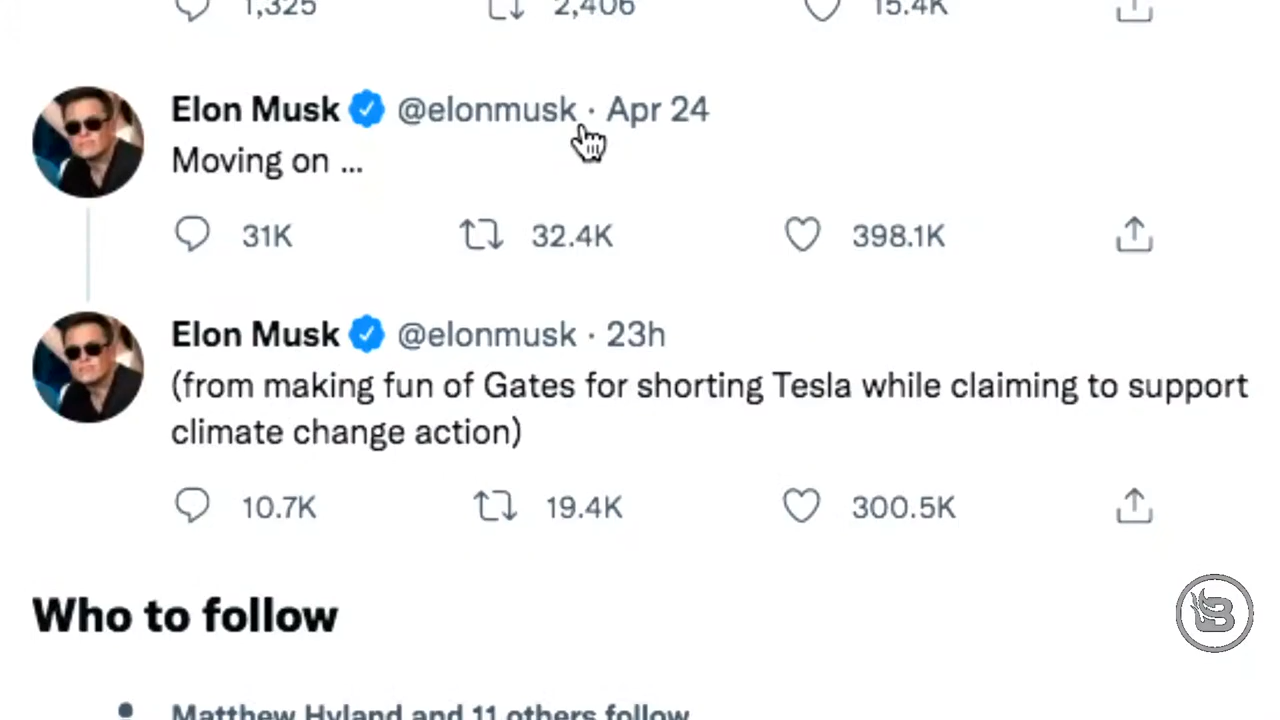 1,325 2,406 15.4K
Elon Musk @elonmusk · Apr 24
Moving on ...
31K 32.4K 398.1K
Elon Musk @elonmusk · 23h
(from making fun of Gates for shorting Tesla while claiming to support
climate change action)
10.7K 19.4K 300.5K
Who to follow
B
Matthew Hyland and 11 others follow